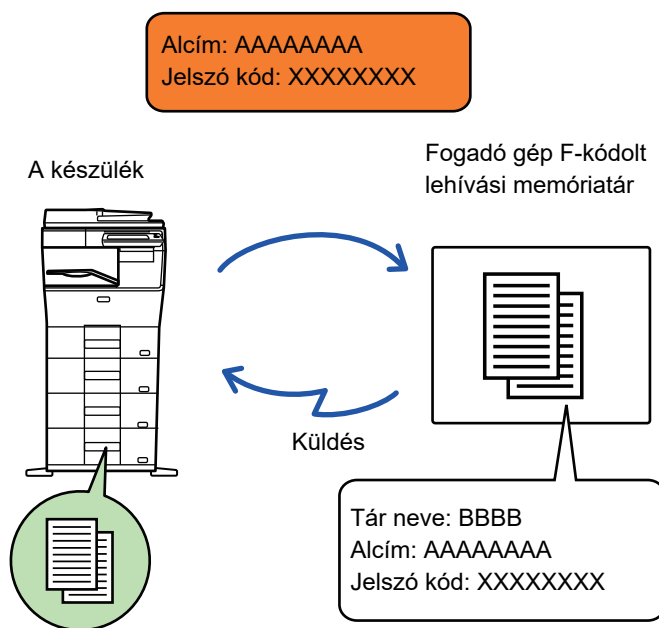 Alcím: AAAAAAAA
Jelszó kód: XXXXXXXX
A készülék
Fogadó gép F-kódolt
lehívási memóriatár
Küldés
Tár neve: BBBB
Alcím: AAAAAAAA
Jelszó kód: XXXXXXXX